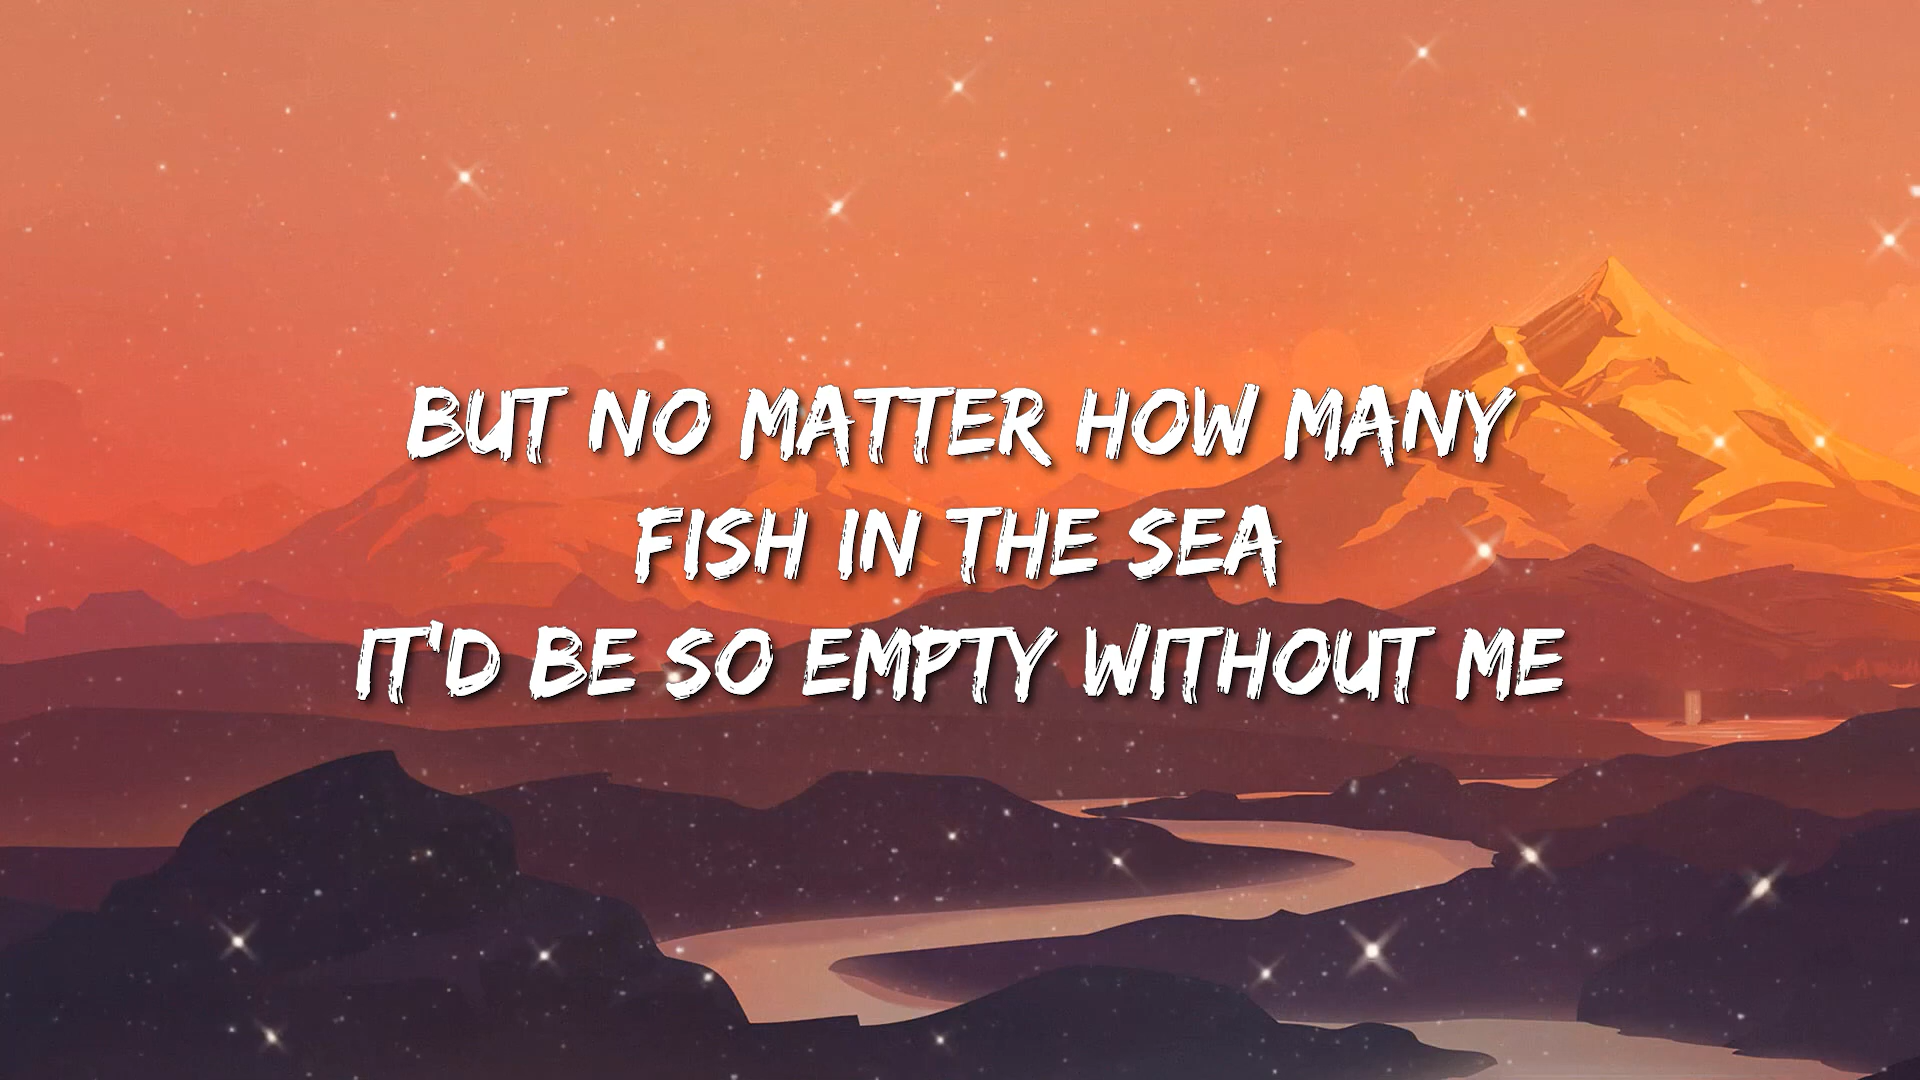 BUT NO MATTER HOW MANY
FISH IN THE SEA
IT'D BE SO EMPTY WITHOUT ME